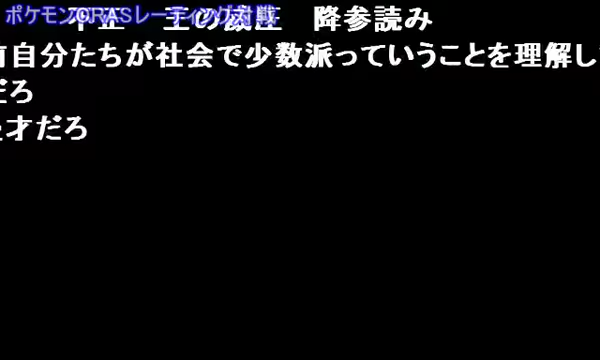 ポケモンORASレーティング対戦
王の 降参読み
自分たちが社会で少数派っていうことを理解し
だろ
才だろ